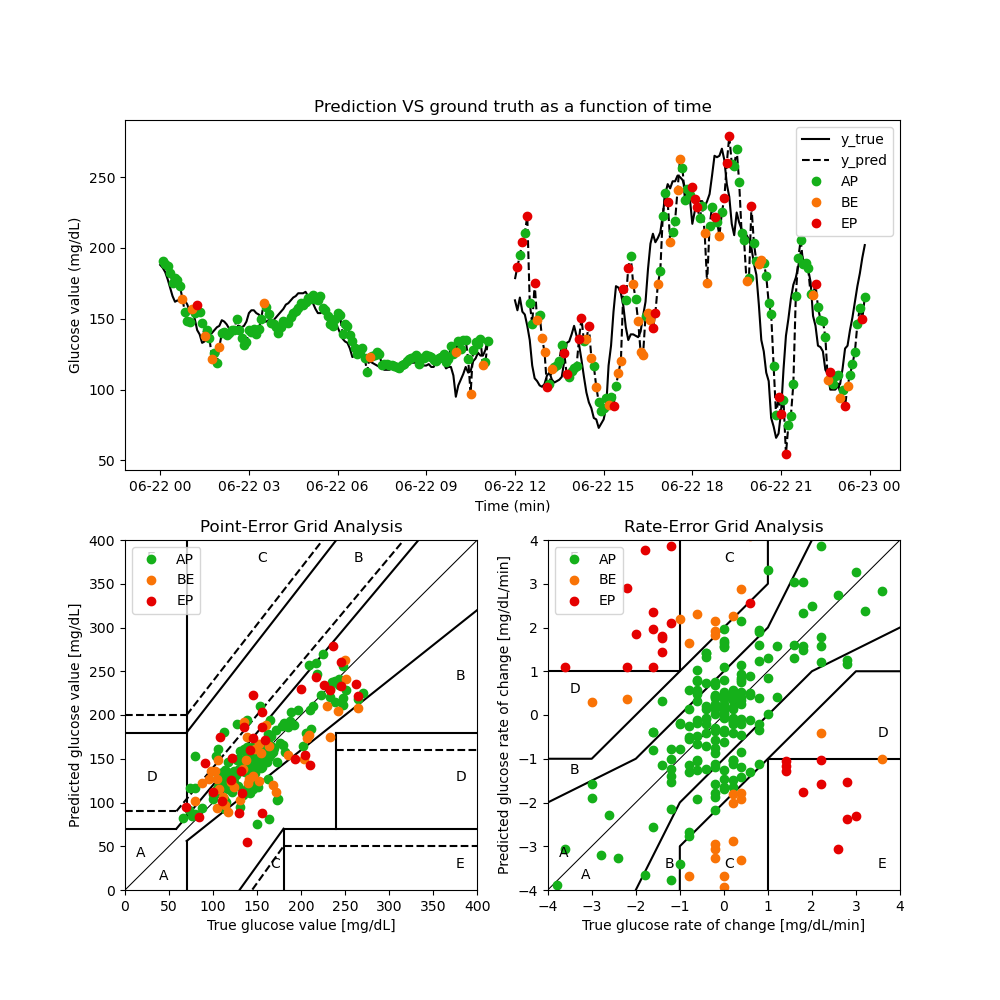 Prediction VS ground truth as a function of time
Glucose value (mg/dL)
250
200
150
100
50
y_true
y_pred
AP
BE
EP
06-22 00 06-22 03 06-22 06 06-22 09 06-22 12 06-22 15 06-22 18 06-22 21 06-23 00
Time (min)
Point-Error Grid Analysis
Predicted glucose value [mg/dL]
400
350
300
250
200
150
100
50
0
AP
BE
EP
C B
B
D D
A
A C E
0 50 100 150 200 250 300 350 400
True glucose value [mg/dL]
Rate-Error Grid Analysis
Predicted glucose rate of change [mg/dL/min]
4
3
2
1
0
−1
−2
−3
−4
AP
BE
EP
C
D
D
B
A
A B C E
−4 −3 −2 −1 0 1 2 3 4
True glucose rate of change [mg/dL/min]